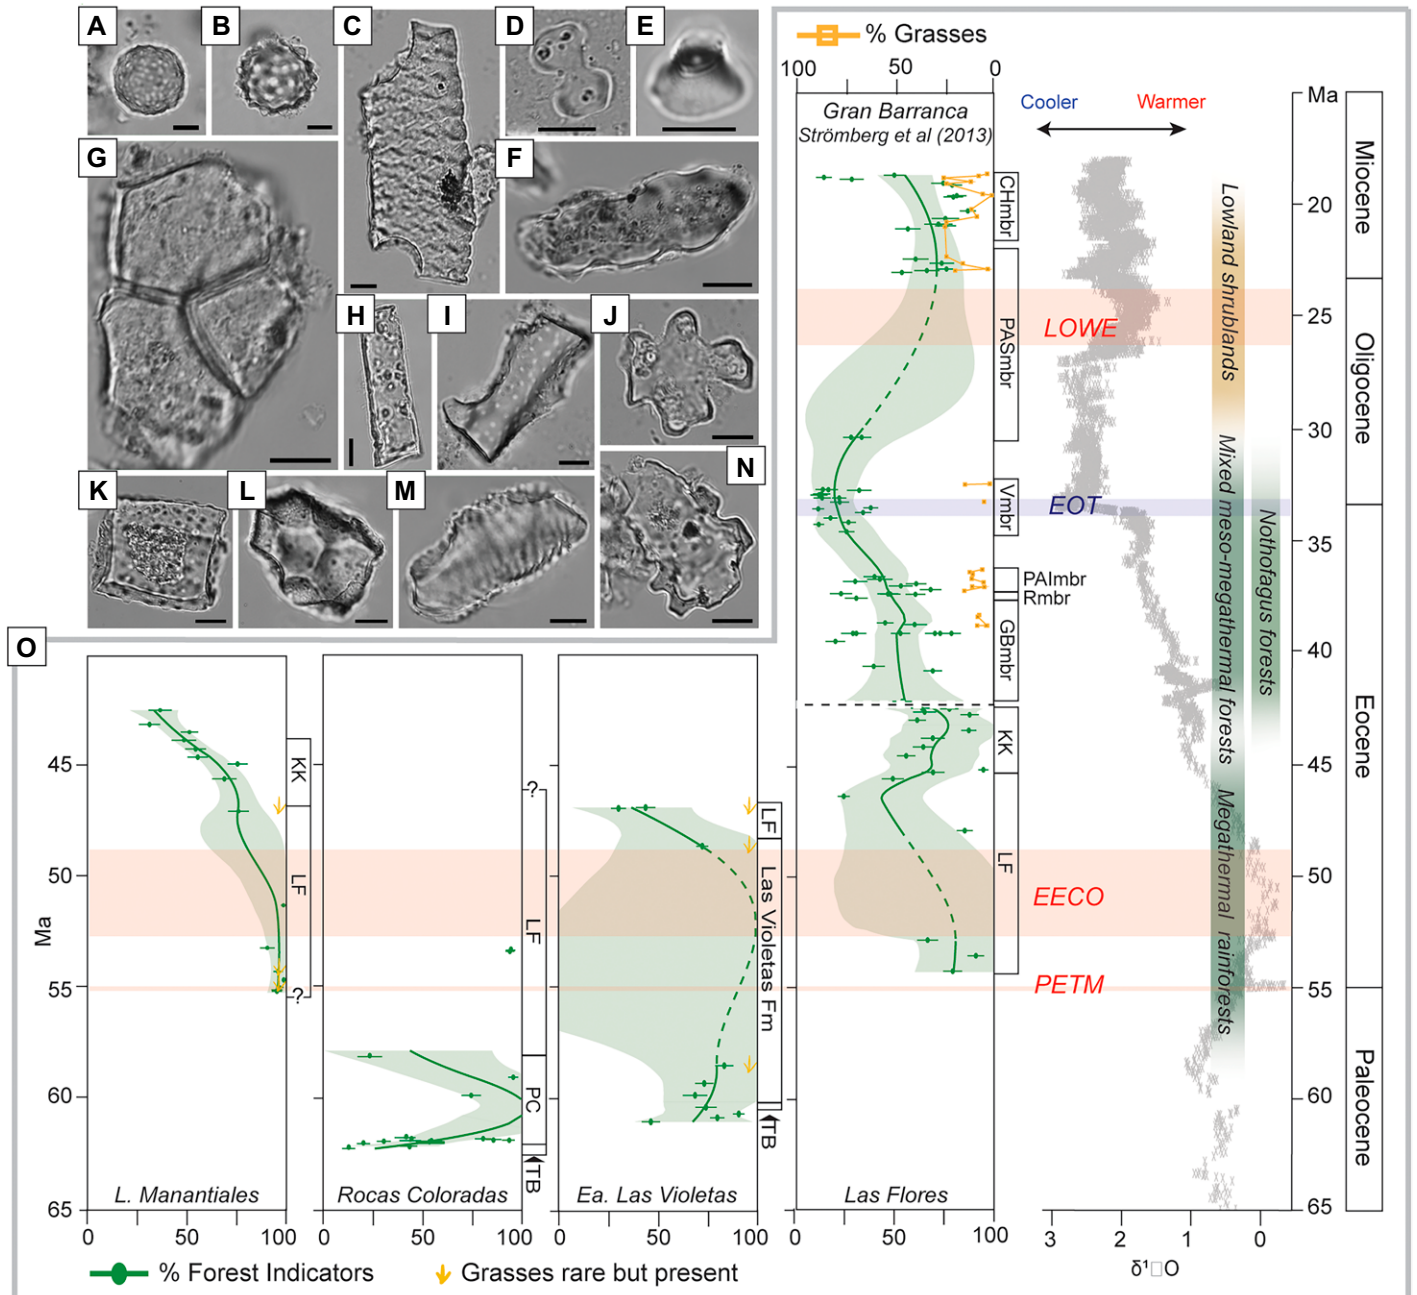 A
B
C
D
E
F
G
H
I
J
K
L
M
N
O
% Grasses
100
50
0
Gran Barranca
Strömberg et al (2013)
CHmbr
PASmbr
Vmbr
PAImbr
Rmbr
GBmbr
KK
LF
Las Flores
Cooler
Warmer
Ma
LOWE
EOT
EECO
PETM
Lowland shrublands
Mixed meso-megathermal forests
Megathermal rainforests
Nothofagus forests
20
25
30
35
40
45
50
55
60
65
Miocene
Oligocene
Eocene
Paleocene
3
2
1
0
δ¹□O
Ma
45
50
55
60
65
KK
LF
?
L. Manantiales
0
50
100
?
LF
PC
TB
Rocas Coloradas
0
50
100
LF
Las Violetas Fm
TB
Ea. Las Violetas
0
50
100
0
50
100
% Forest Indicators
Grasses rare but present